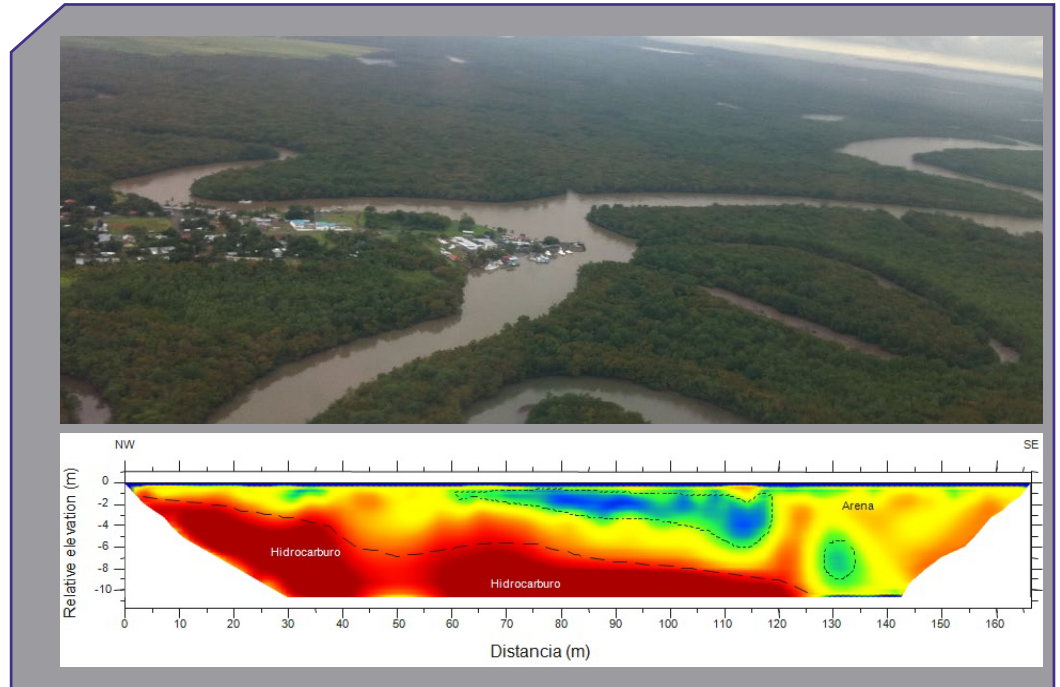 NW
SE
Relative elevation (m)
0
-2
-4
-6
-8
-10
Hidrocarburo
Hidrocarburo
Arena
0 10 20 30 40 50 60 70 80 90 100 110 120 130 140 150 160
Distancia (m)